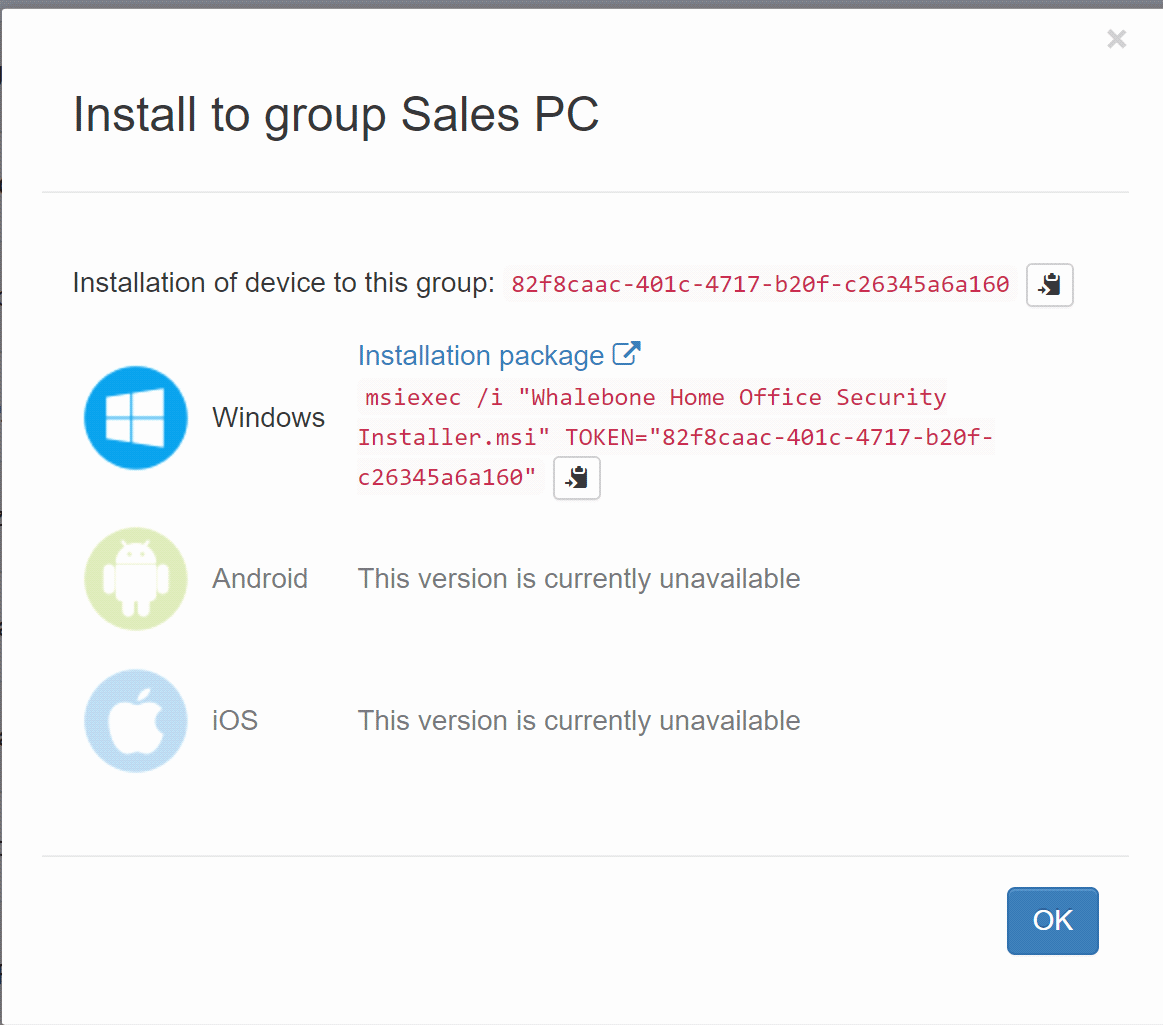 Install to group Sales PC
Installation of device to this group: 82f8caac-401c-4717-b20f-c26345a6a160
Installation package
Windows
msiexec /i "Whalebone Home Office Security
Installer.msi" TOKEN="82f8caac-401c-4717-b20f-
c26345a6a160"
Android This version is currently unavailable
iOS This version is currently unavailable
OK